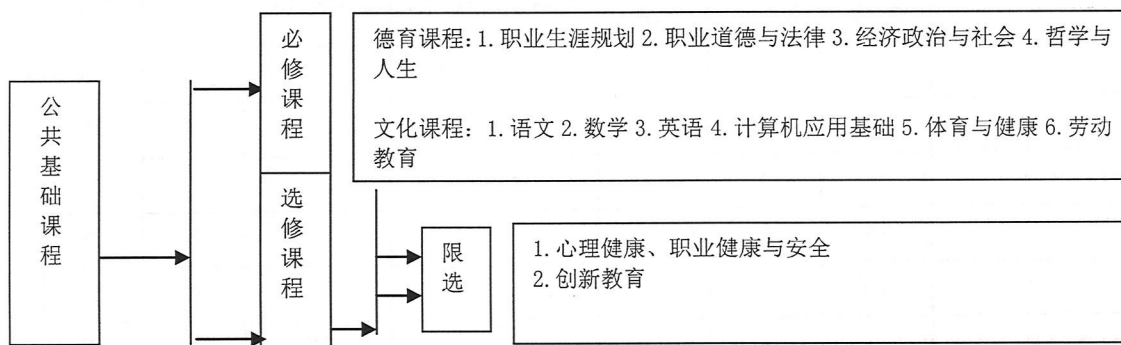 公共基础课程
必修课程
德育课程：1.职业生涯规划 2.职业道德与法律 3.经济政治与社会 4.哲学与
人生
文化课程：1.语文 2.数学 3.英语 4.计算机应用基础 5.体育与健康 6.劳动
教育
选修课程
限选
1.心理健康、职业健康与安全
2.创新教育